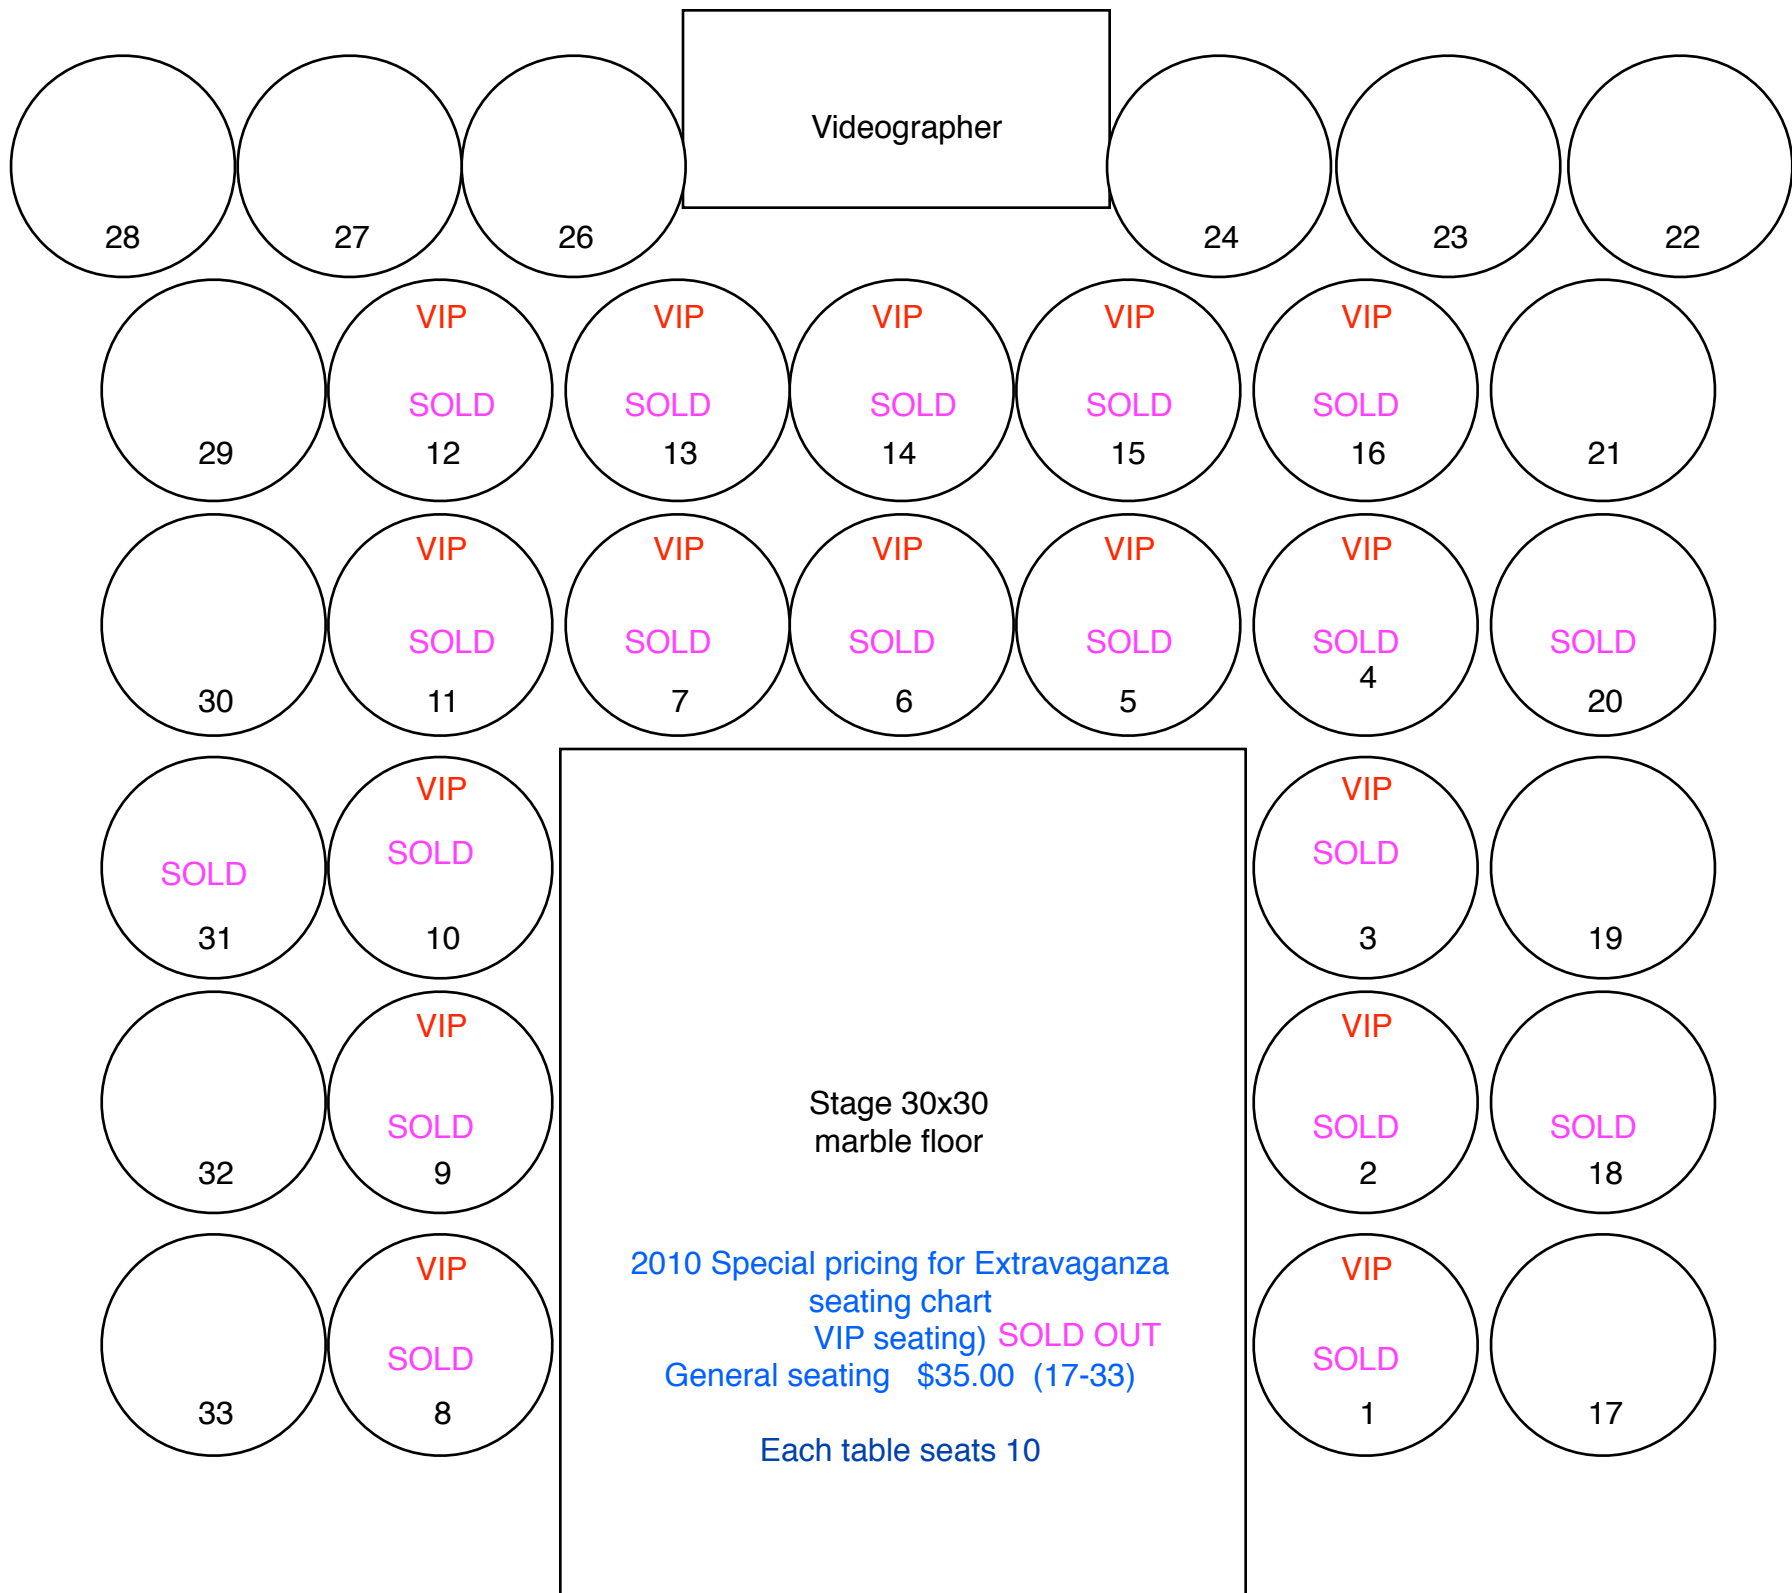 Videographer
28 27 26 24 23 22
VIP VIP VIP VIP VIP
SOLD SOLD SOLD SOLD SOLD
29 12 13 14 15 16 21
VIP VIP VIP VIP VIP
SOLD SOLD SOLD SOLD SOLD SOLD
4
30 11 7 6 5 20
VIP VIP
SOLD SOLD
SOLD
31 10 3 19
VIP VIP
Stage 30x30
SOLD SOLD SOLD
marble floor
32 9 2 18
2010 Special pricing for Extravaganza
VIP VIP
seating chart
VIP seating) SOLD OUT
SOLD SOLD
General seating $35.00 (17-33)
33 8 1 17
Each table seats 10